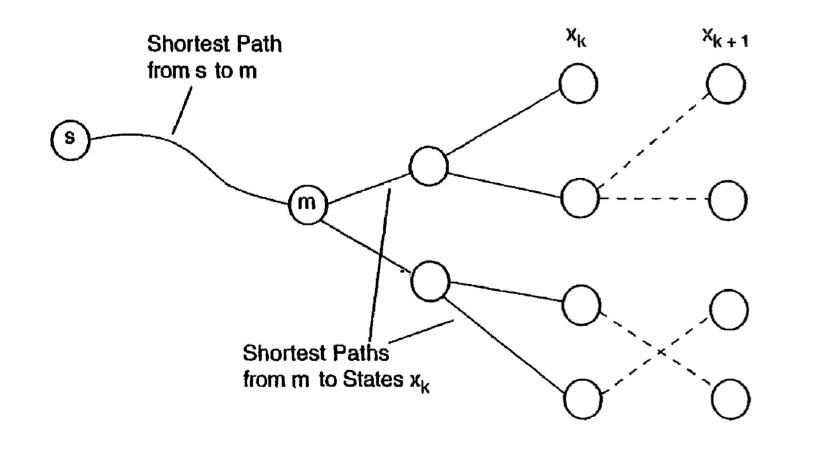 Shortest Path
from s to m
x_k
x_{k + 1}
s
m
Shortest Paths
from m to States x_k